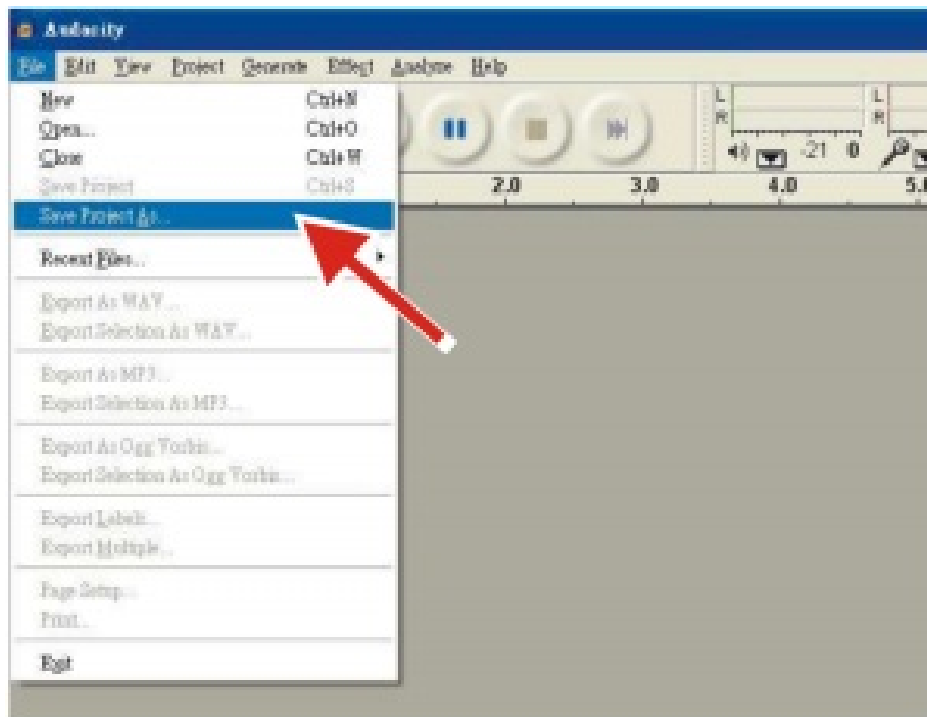 Audacity
File Edit View Project Generate Effect Analyze Help
New Ctrl+N
Open... Ctrl+O
Close Ctrl+W
Save Project Ctrl+S
Save Project As...
Recent Files...
Export As WAV...
Export Selection As WAV...
Export As MP3...
Export Selection As MP3...
Export As Ogg Vorbis...
Export Selection As Ogg Vorbis...
Export Labels...
Export Multiple...
Page Setup...
Print...
Exit
L L
R R
-21 0
2.0 3.0 4.0